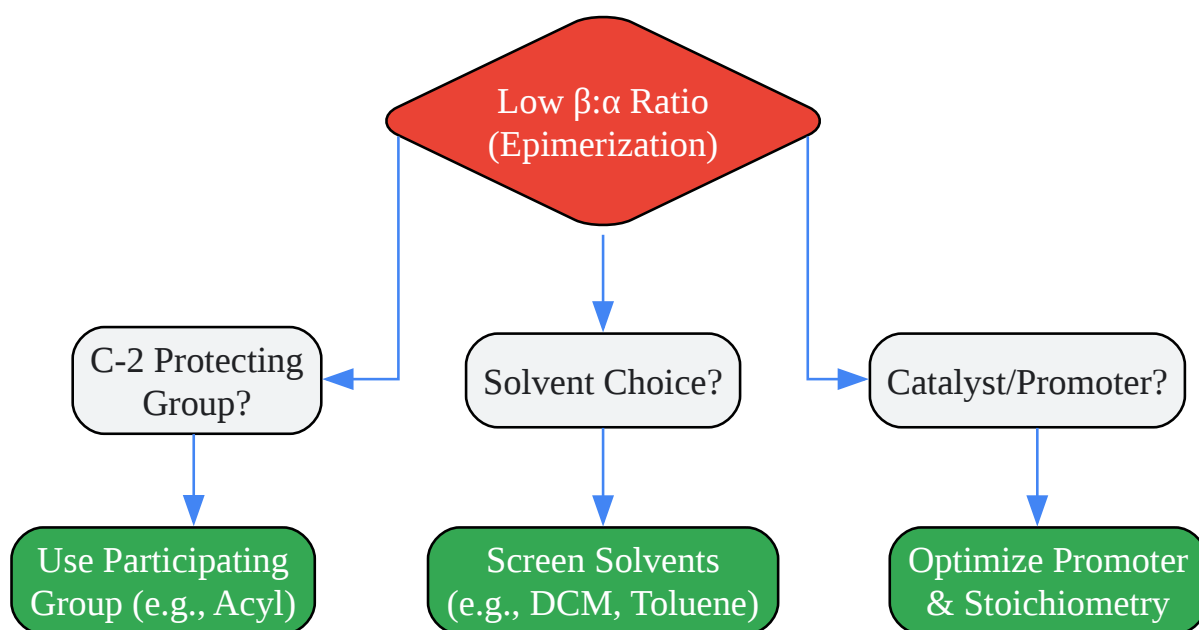 Low β:α Ratio
(Epimerization)
C-2 Protecting
Group?
Solvent Choice?
Catalyst/Promoter?
Use Participating
Group (e.g., Acyl)
Screen Solvents
(e.g., DCM, Toluene)
Optimize Promoter
& Stoichiometry